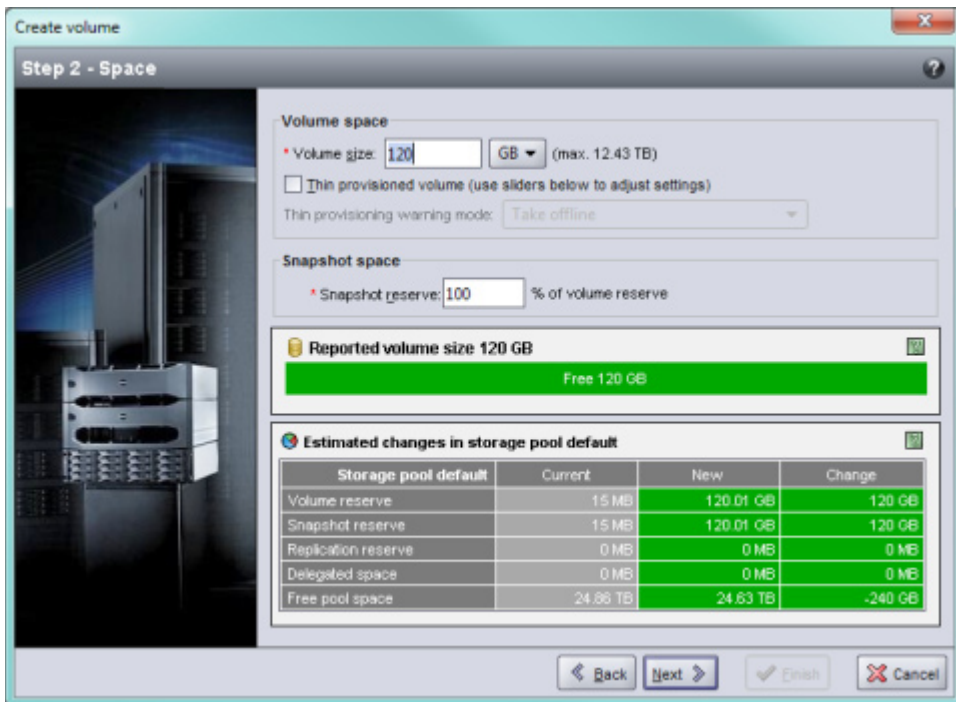 Create volume
Step 2 - Space
?
Volume space
* Volume size: 120 GB (max. 12.43 TB)
Thin provisioned volume (use sliders below to adjust settings)
Thin provisioning warning mode: Take offline
Snapshot space
* Snapshot reserve: 100 % of volume reserve
Reported volume size 120 GB
Free 120 GB
Estimated changes in storage pool default
Storage pool default Current New Change
Volume reserve 15 MB 120.01 GB 120 GB
Snapshot reserve 15 MB 120.01 GB 120 GB
Replication reserve 0 MB 0 MB 0 MB
Delegated space 0 MB 0 MB 0 MB
Free pool space 24.86 TB 24.63 TB -240 GB
Back Next Finish Cancel